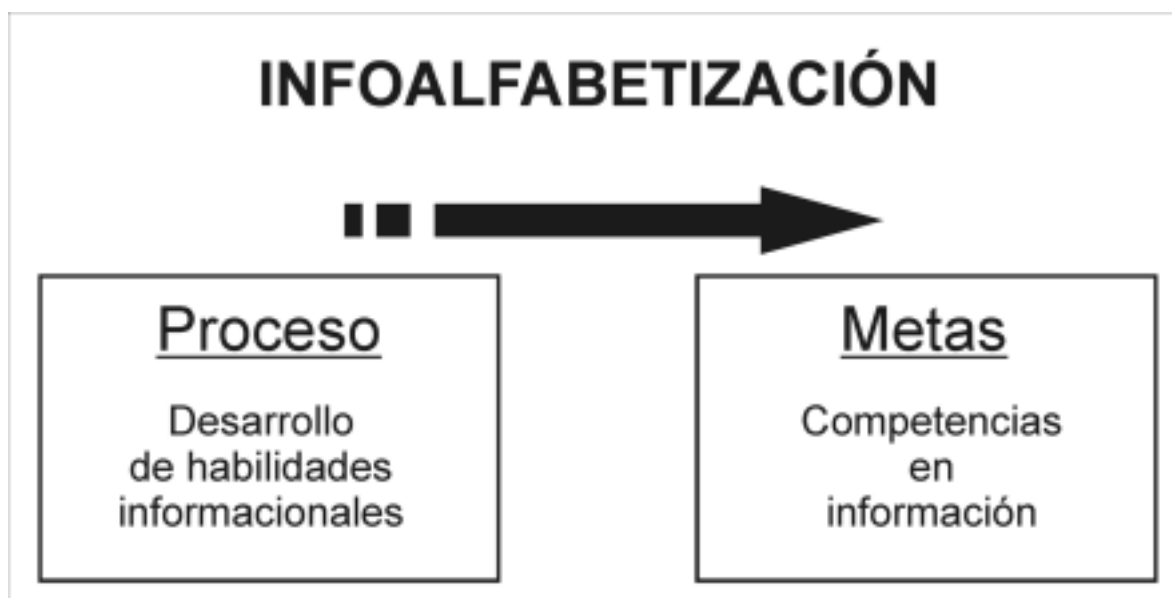 INFOALFABETIZACIÓN
Proceso
Desarrollo
de habilidades
informacionales
Metas
Competencias
en
información